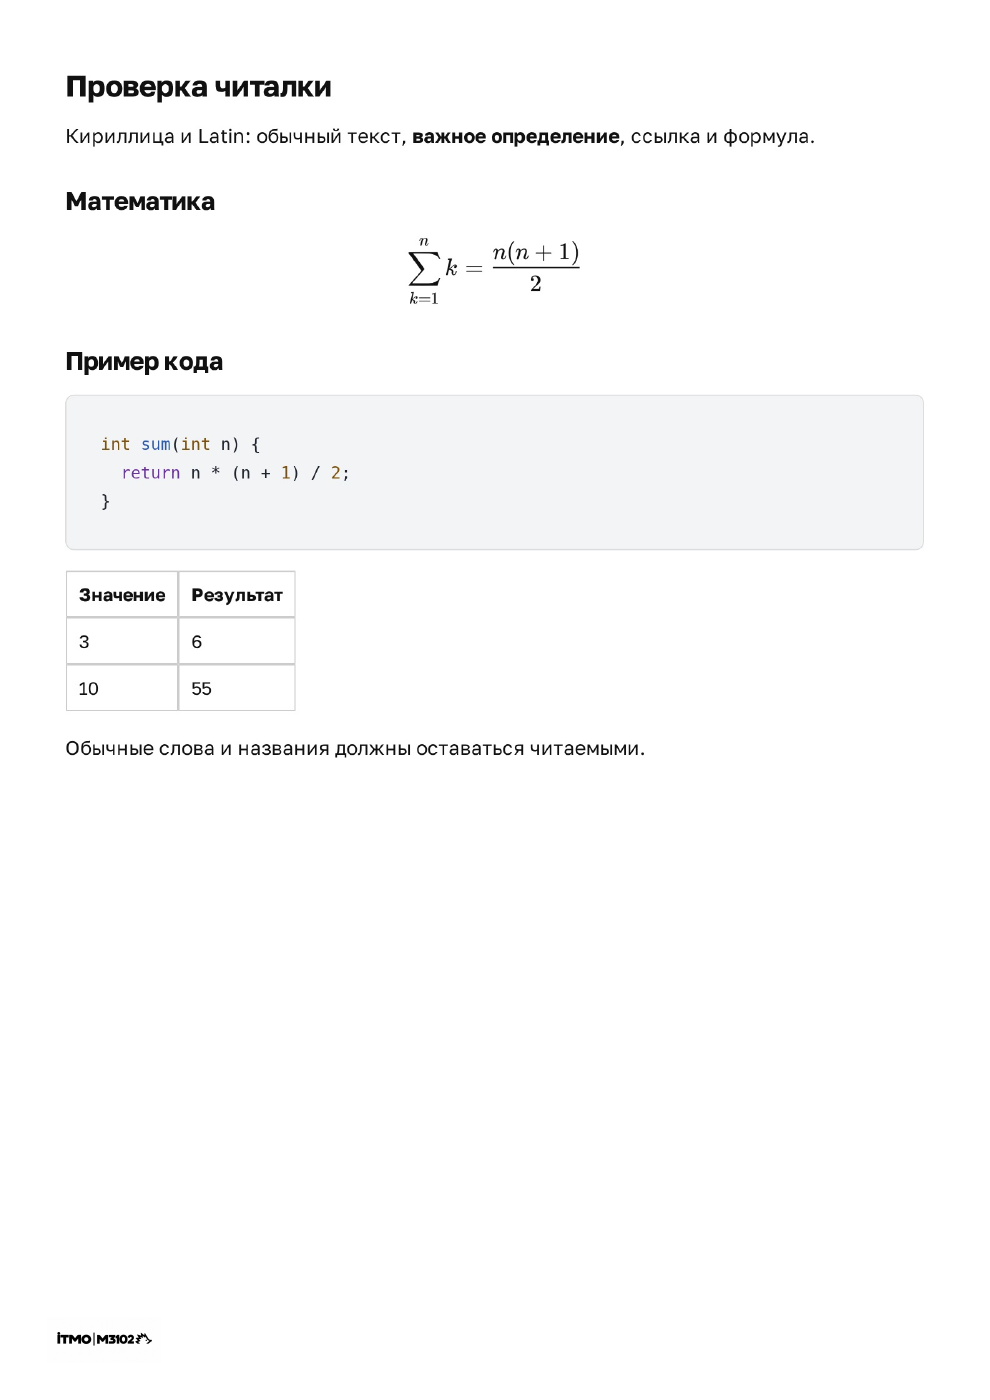 Проверка читалки
Кириллица и Latin: обычный текст, важное определение, ссылка и формула.
Математика
n
∑ k = n(n + 1) / 2
k=1
Пример кода
int sum(int n) {
  return n * (n + 1) / 2;
}
Значение Результат
3 6
10 55
Обычные слова и названия должны оставаться читаемыми.
iTMO|M3102